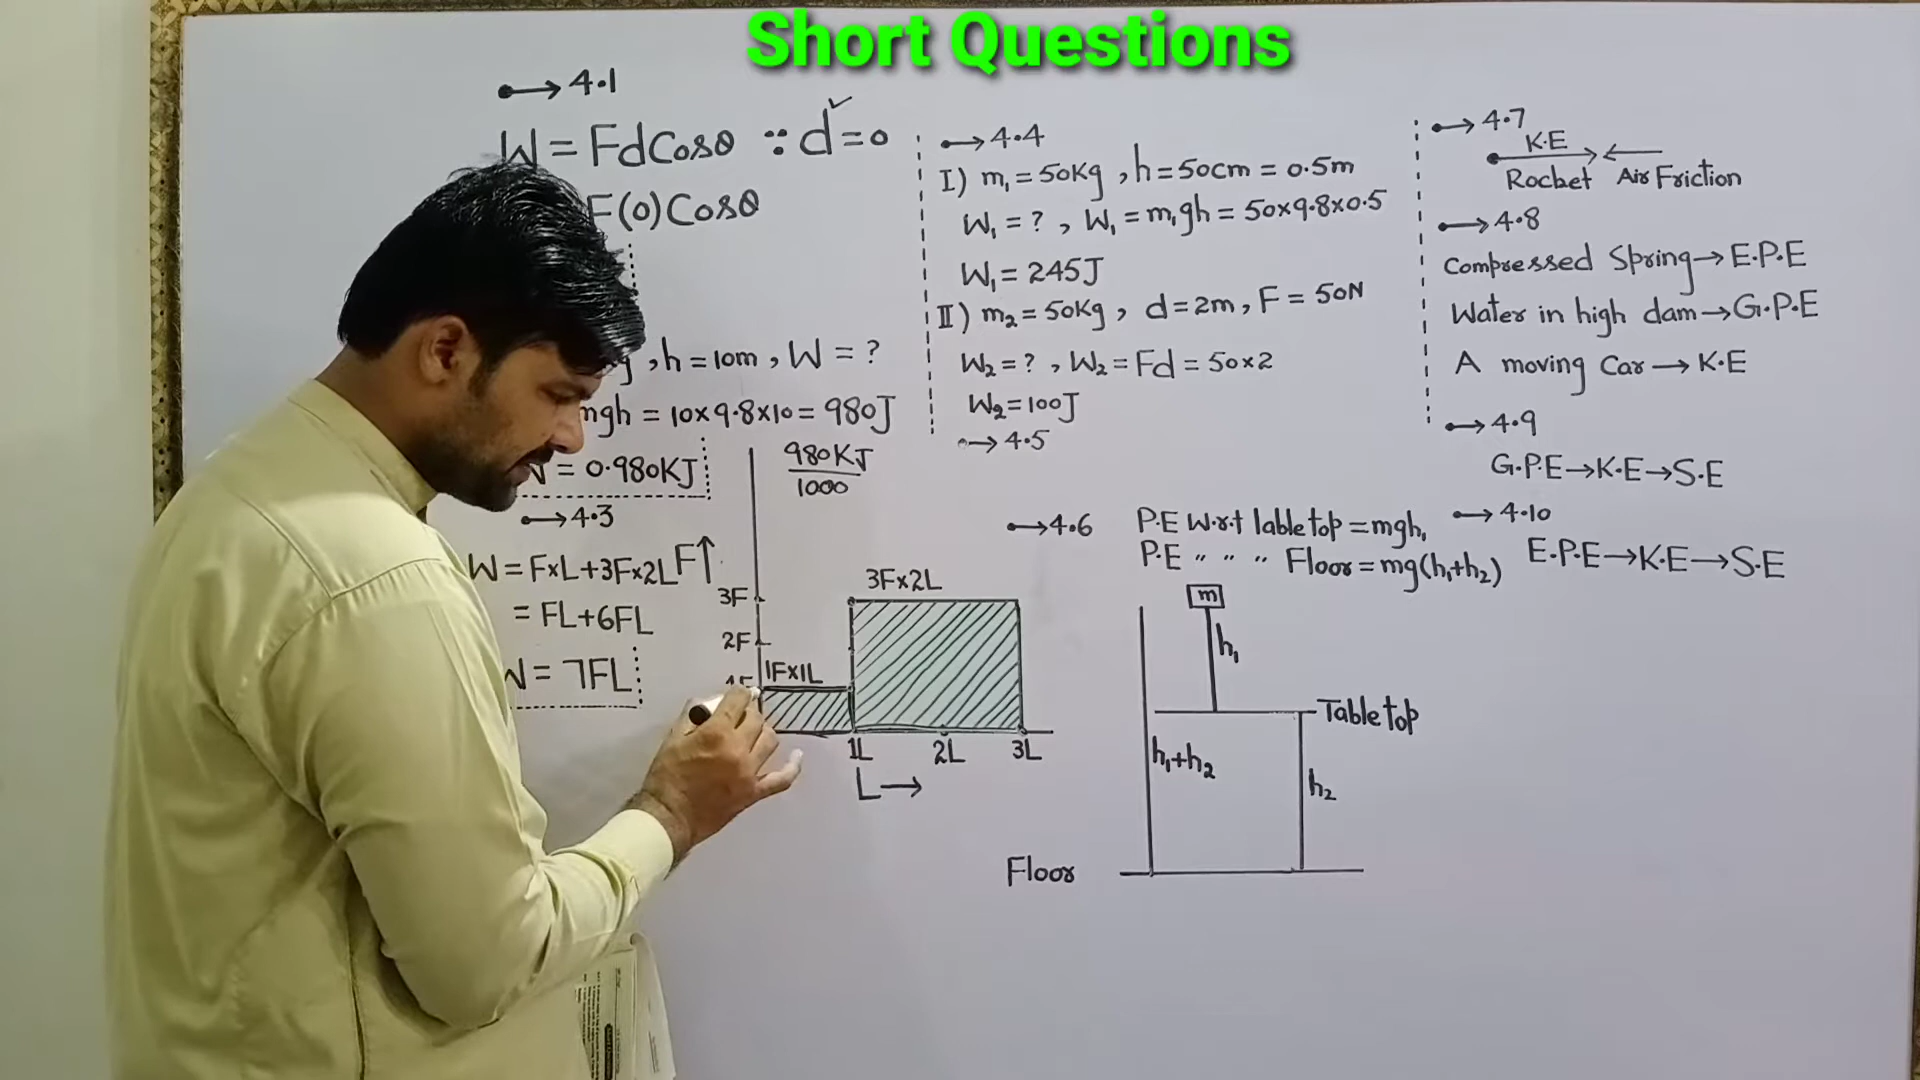 Short Questions
4.1
W = FdCosθ ∵ d = 0
F(0)Cosθ
, h = 10m , W = ?
mgh = 10×9.8×10 = 980J
W = 0.980KJ
980KJ
1000
4.3
W = F×L+3F×2L
= FL+6FL
W = 7FL
F↑
3F
2F
1F×1L
3F×2L
1L 2L 3L
L→
4.4
I) m₁ = 50Kg , h = 50cm = 0.5m
W₁ = ? , W₁ = m₁gh = 50×9.8×0.5
W₁ = 245J
II) m₂ = 50Kg , d = 2m , F = 50N
W₂ = ? , W₂ = Fd = 50×2
W₂ = 100J
4.5
4.6
P.E W.r.t lable top = mgh₁
P.E " " " Floor = mg(h₁+h₂)
m
h₁
Table top
h₁+h₂
h₂
Floor
4.7
K.E
Rocket Air Friction
4.8
Compressed Spring → E.P.E
Water in high dam → G.P.E
A moving Car → K.E
4.9
G.P.E → K.E → S.E
4.10
E.P.E → K.E → S.E